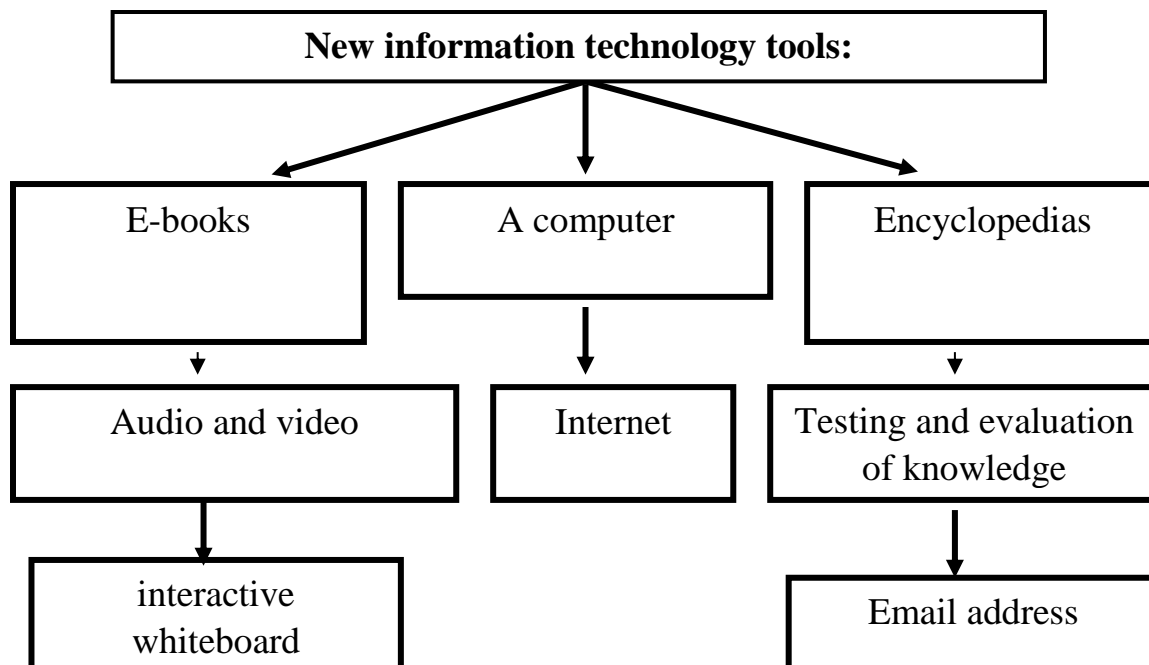 New information technology tools:
E-books
A computer
Encyclopedias
Audio and video
Internet
Testing and evaluation
of knowledge
interactive
whiteboard
Email address